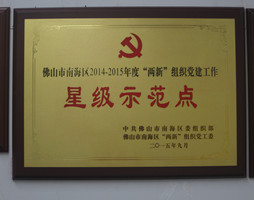 佛山市南海区2014-2015年度“两新”组织党建工作
星级示范点
中共佛山市南海区委组织部
佛山市南海区“两新”组织党工委
二〇一五年九月